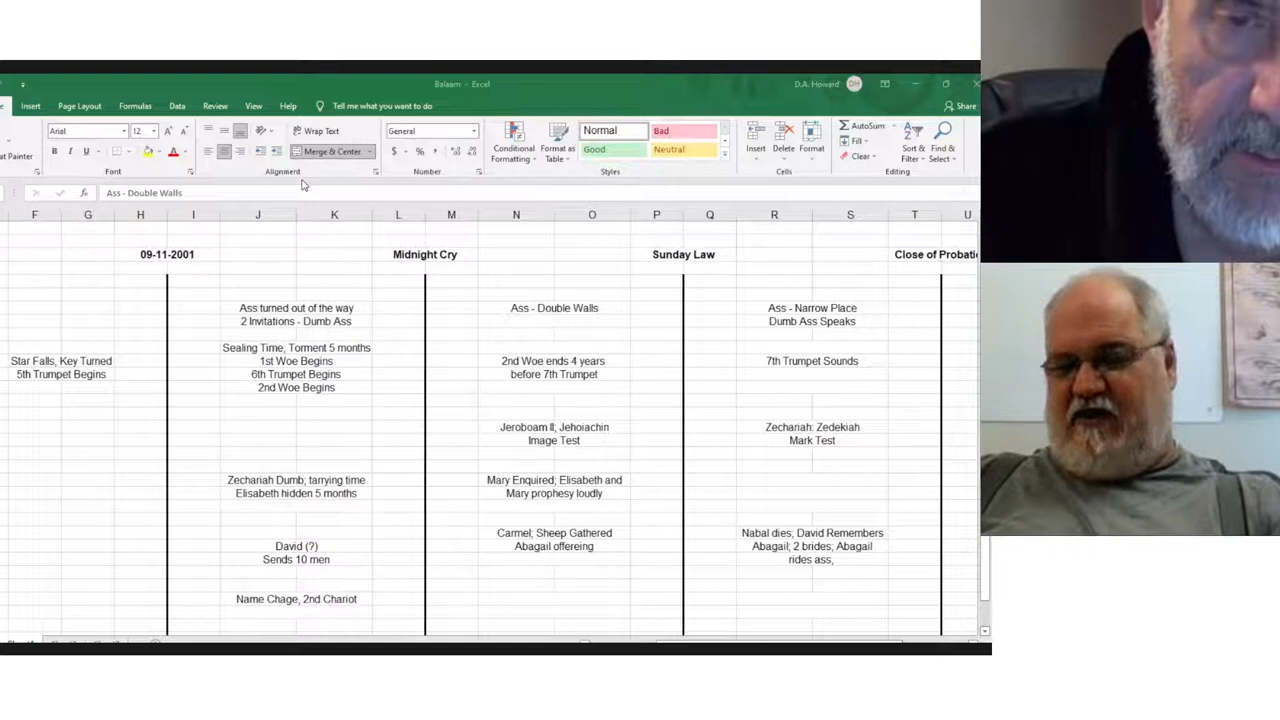 Balaam - Excel
D.A. Howard
DH
Insert
Page Layout
Formulas
Data
Review
View
Help
Tell me what you want to do
Share
at Painter
Arial
12
B I U
Font
Wrap Text
Merge & Center
Alignment
General
$ % ,
Number
Conditional
Formatting
Format as
Table
Normal
Bad
Good
Neutral
Styles
Insert
Delete
Format
Cells
AutoSum
Fill
Clear
Sort &
Filter
Find &
Select
Editing
fx
Ass - Double Walls
F G H I J K L M N O P Q R S T U
09-11-2001
Midnight Cry
Sunday Law
Close of Probati
Star Falls, Key Turned
5th Trumpet Begins
Ass turned out of the way
2 Invitations - Dumb Ass
Sealing Time; Torment 5 months
1st Woe Begins
6th Trumpet Begins
2nd Woe Begins
Zechariah Dumb; tarrying time
Elisabeth hidden 5 months
David (?)
Sends 10 men
Name Chage, 2nd Chariot
Ass - Double Walls
2nd Woe ends 4 years
before 7th Trumpet
Jeroboam II; Jehoiachin
Image Test
Mary Enquired; Elisabeth and
Mary prophesy loudly
Carmel; Sheep Gathered
Abagail offereing
Ass - Narrow Place
Dumb Ass Speaks
7th Trumpet Sounds
Zechariah: Zedekiah
Mark Test
Nabal dies; David Remembers
Abagail; 2 brides; Abagail
rides ass,